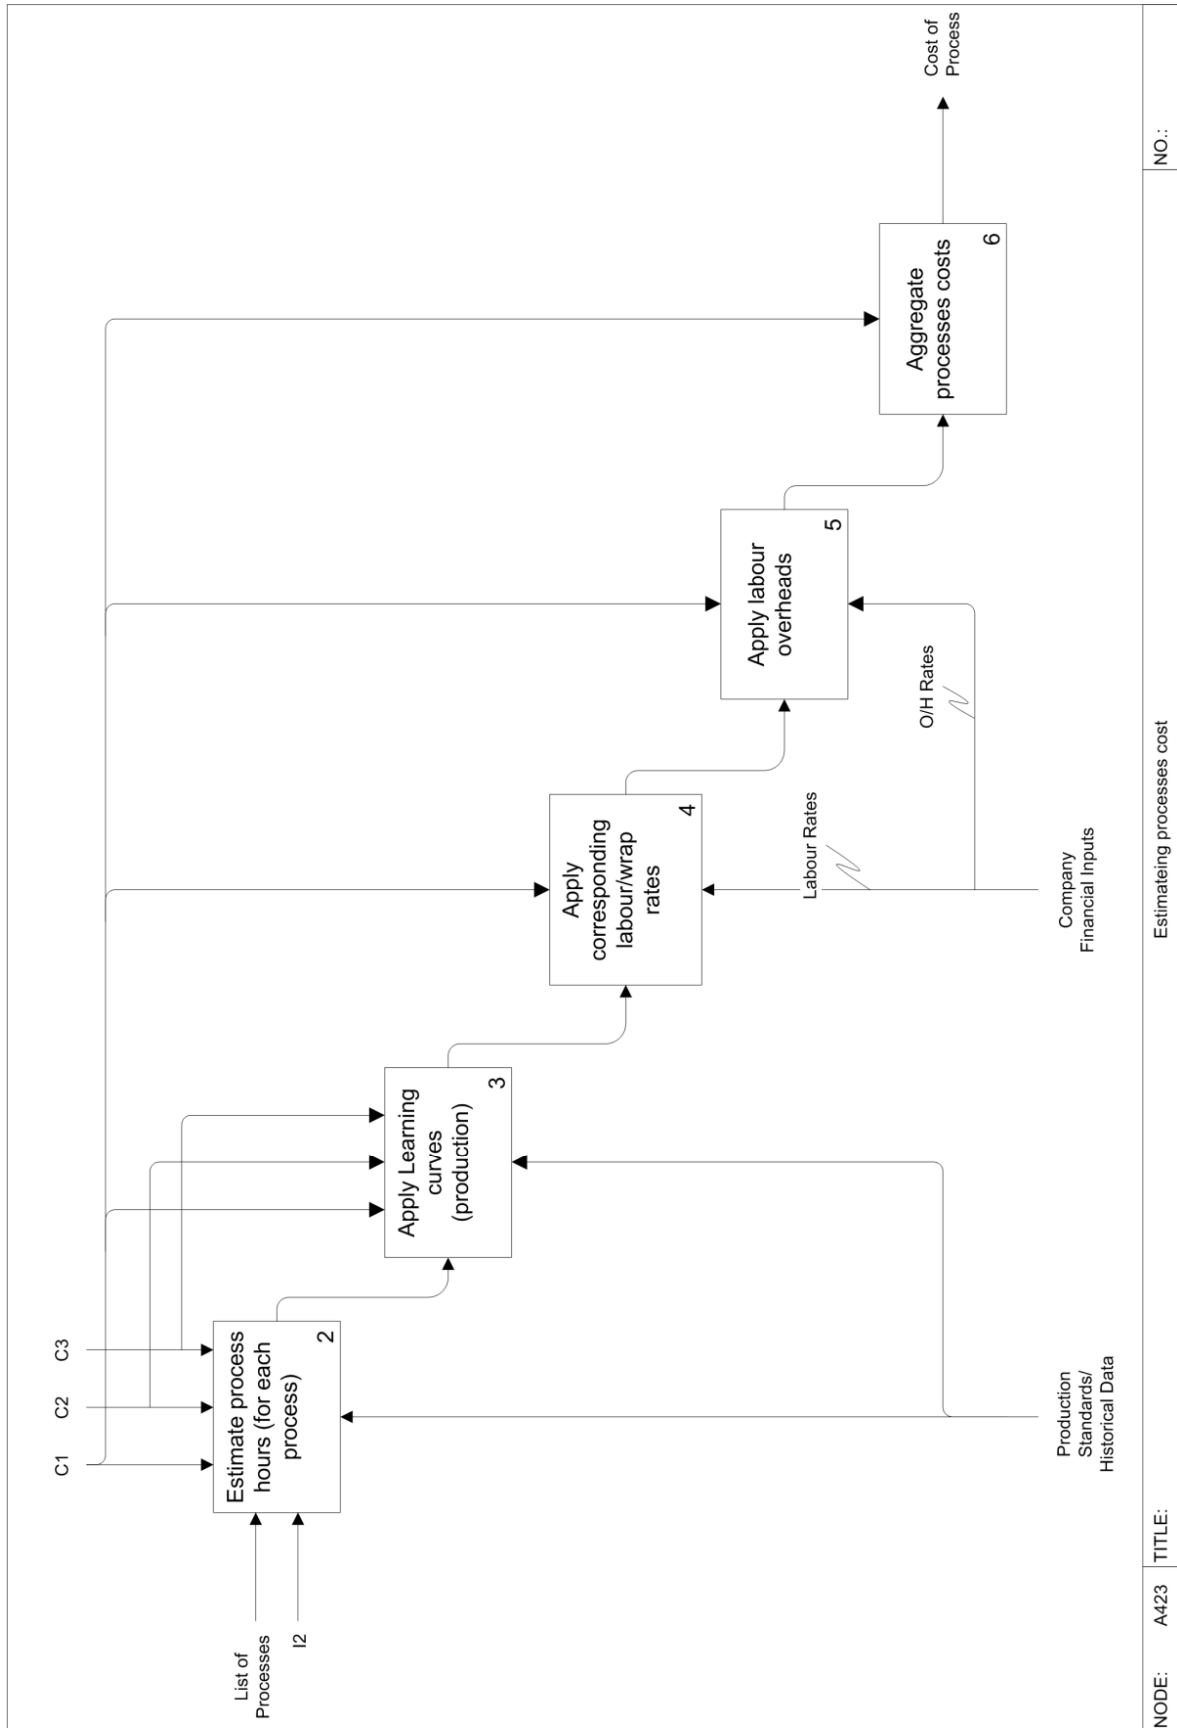 C1
C2
C3
List of
Processes
I2
Estimate process
hours (for each
process)
2
Apply Learning
curves
(production)
3
Apply
corresponding
labour/wrap
rates
4
Apply labour
overheads
5
Aggregate
processes costs
6
Cost of
Process
Labour Rates
O/H Rates
Production
Standards/
Historical Data
Company
Financial Inputs
NODE:
A423
TITLE:
Estimateing processes cost
NO.: